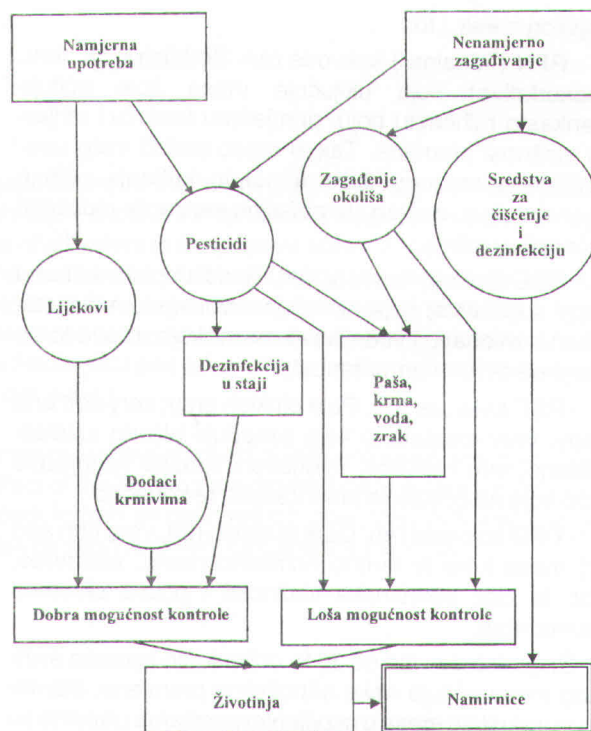 Namjerna
upotreba
Nenamjerno
zagađivanje
Zagađenje
okoliša
Sredstva
za
čišćenje
i
dezinfekciju
Pesticidi
Lijekovi
Dezinfekcija
u staji
Paša,
krma,
voda,
zrak
Dodaci
krmivima
Dobra mogućnost kontrole
Loša mogućnost kontrole
Životinja
Namirnice